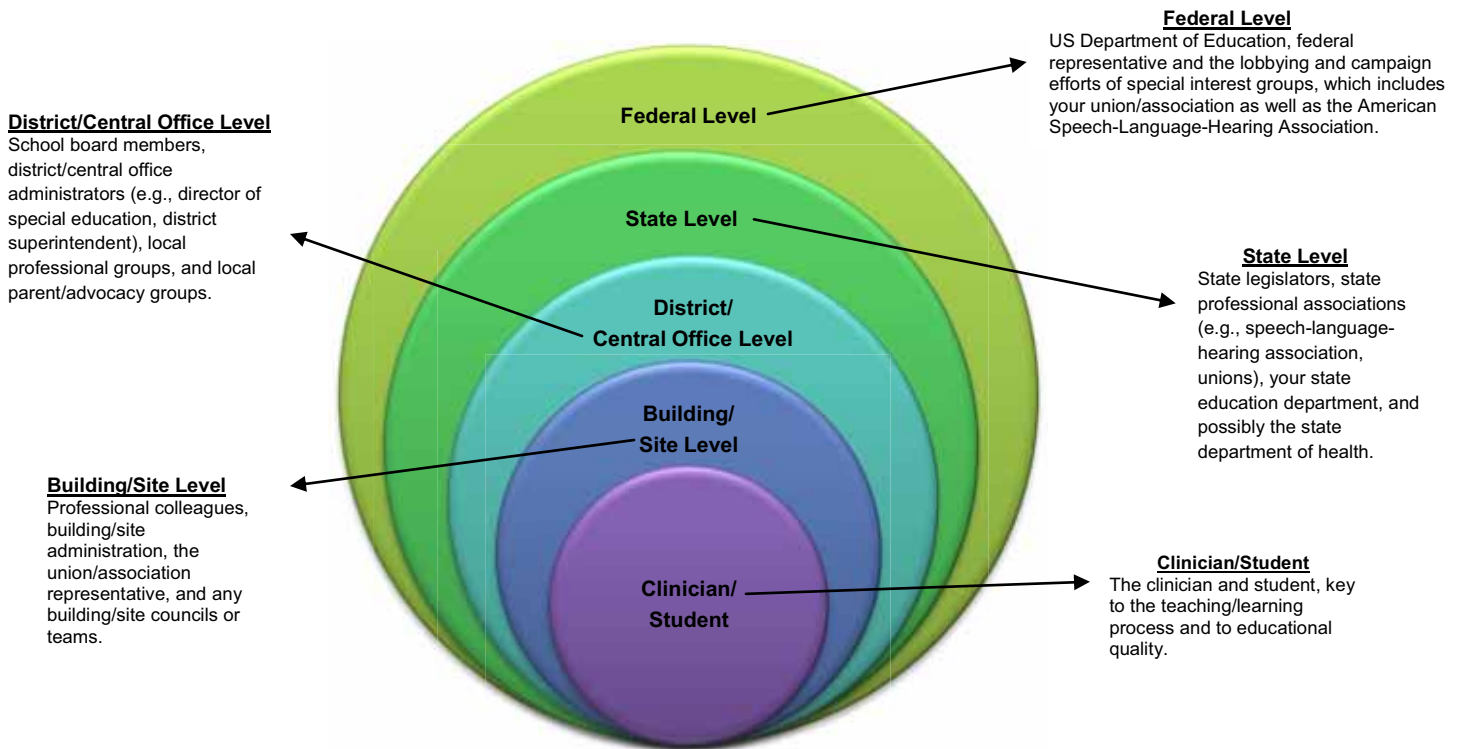 Federal Level
US Department of Education, federal
representative and the lobbying and campaign
efforts of special interest groups, which includes
your union/association as well as the American
Speech-Language-Hearing Association.
District/Central Office Level
School board members,
district/central office
administrators (e.g., director of
special education, district
superintendent), local
professional groups, and local
parent/advocacy groups.
Federal Level
State Level
District/
Central Office Level
Building/
Site Level
Clinician/
Student
State Level
State legislators, state
professional associations
(e.g., speech-language-
hearing association,
unions), your state
education department, and
possibly the state
department of health.
Building/Site Level
Professional colleagues,
building/site
administration, the
union/association
representative, and any
building/site councils or
teams.
Clinician/Student
The clinician and student, key
to the teaching/learning
process and to educational
quality.